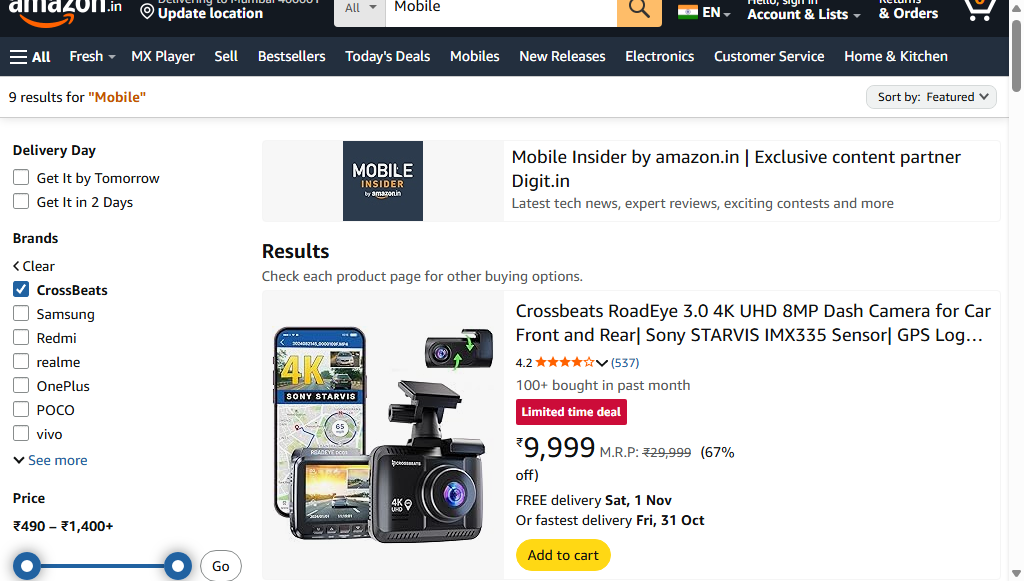 amazon.in
Update location
All
Mobile
EN
Hello, sign in
Account & Lists
Returns
& Orders
All
Fresh
MX Player
Sell
Bestsellers
Today's Deals
Mobiles
New Releases
Electronics
Customer Service
Home & Kitchen
9 results for "Mobile"
Sort by: Featured
Delivery Day
Get It by Tomorrow
Get It in 2 Days
Brands
Clear
CrossBeats
Samsung
Redmi
realme
OnePlus
POCO
vivo
See more
Price
₹490 – ₹1,400+
Go
MOBILE
INSIDER
by amazon.in
Mobile Insider by amazon.in | Exclusive content partner
Digit.in
Latest tech news, expert reviews, exciting contests and more
Results
Check each product page for other buying options.
4K
SONY STARVIS
65
CROSSBEATS
4K
UHD
Crossbeats RoadEye 3.0 4K UHD 8MP Dash Camera for Car
Front and Rear| Sony STARVIS IMX335 Sensor| GPS Log…
4.2 (537)
100+ bought in past month
Limited time deal
₹9,999 M.R.P: ₹29,999 (67%
off)
FREE delivery Sat, 1 Nov
Or fastest delivery Fri, 31 Oct
Add to cart